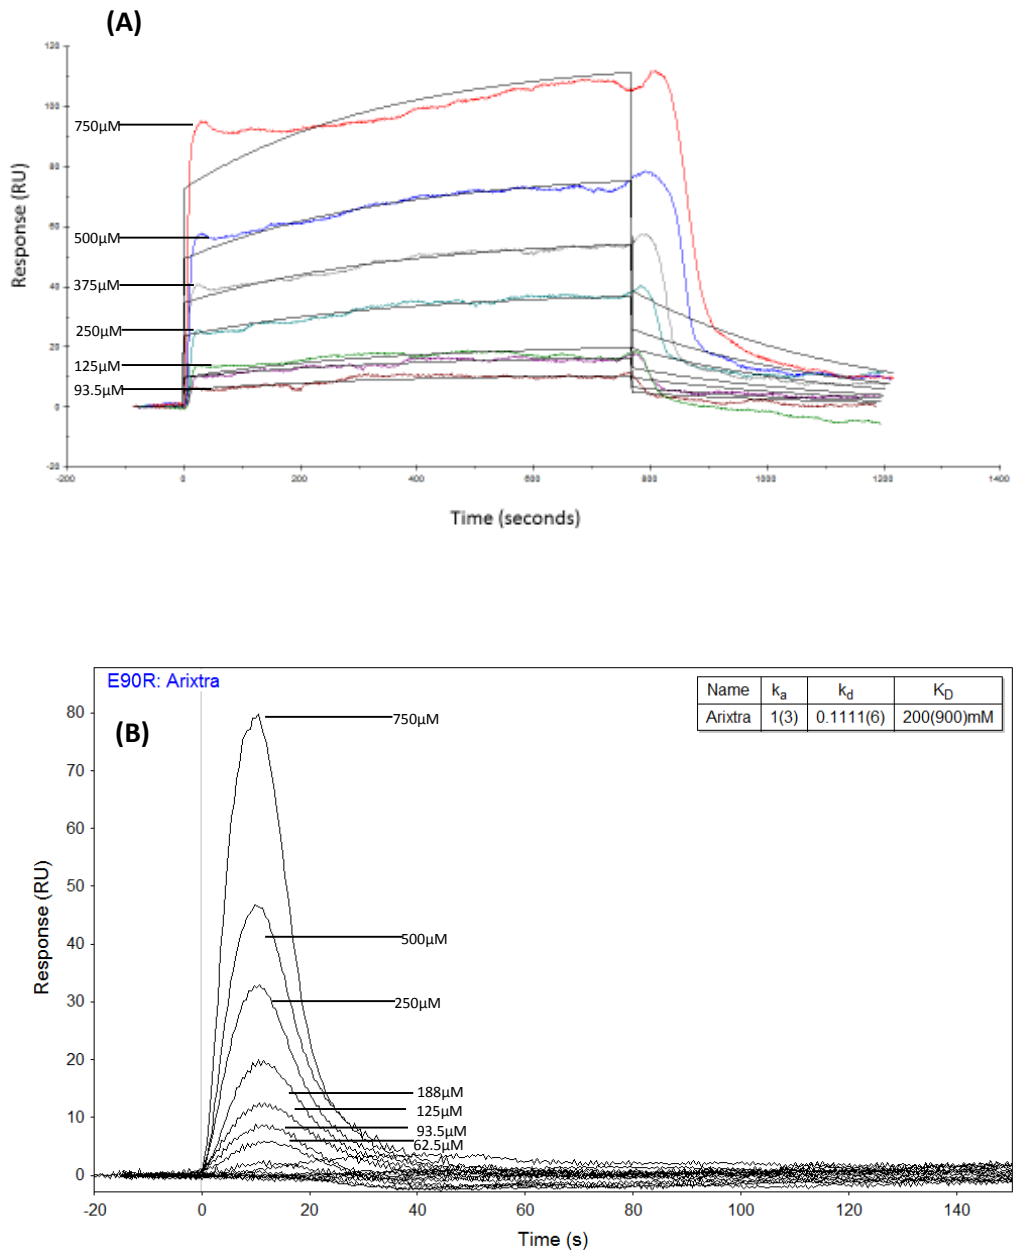 (A)
120
100
80
60
40
20
0
-20
750µM
500µM
375µM
250µM
125µM
93.5µM
Response (RU)
-200 0 200 400 600 800 1000 1200 1400
Time (seconds)
E90R: Arixtra
(B)
Name ka kd KD
Arixtra 1(3) 0.1111(6) 200(900)mM
80
70
60
50
40
30
20
10
0
Response (RU)
750µM
500µM
250µM
188µM
125µM
93.5µM
62.5µM
-20 0 20 40 60 80 100 120 140
Time (s)